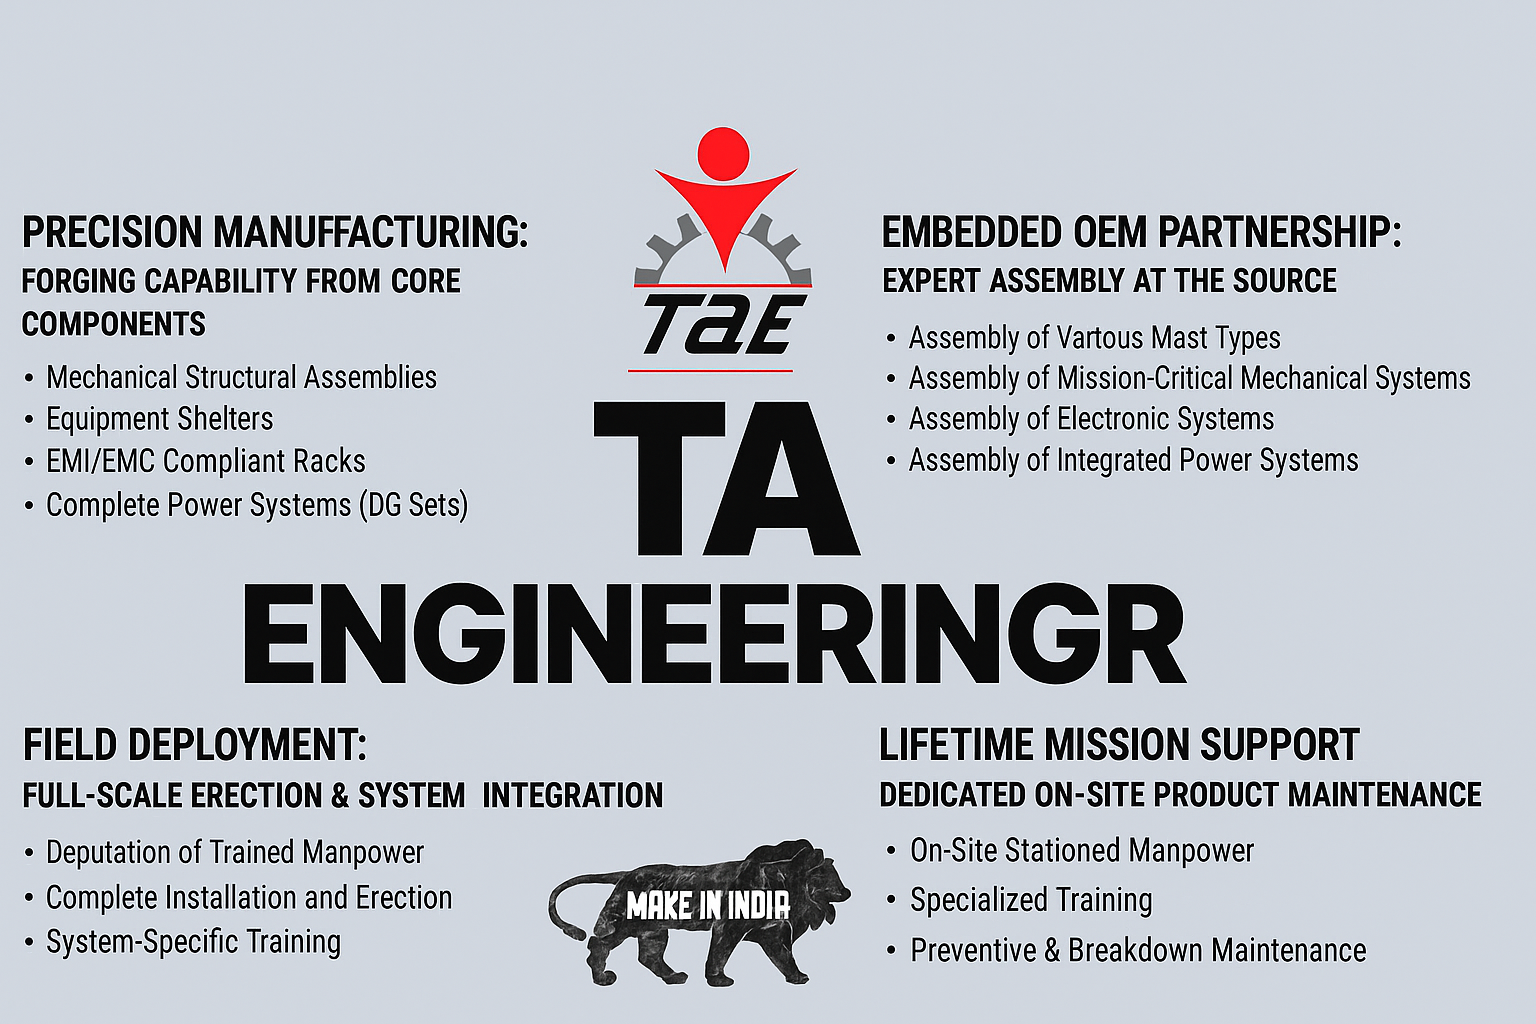 PRECISION MANUFFACTURING:
FORGING CAPABILITY FROM CORE
COMPONENTS
• Mechanical Structural Assemblies
• Equipment Shelters
• EMI/EMC Compliant Racks
• Complete Power Systems (DG Sets)
TaE
TA
ENGINEERINGR
EMBEDDED OEM PARTNERSHIP:
EXPERT ASSEMBLY AT THE SOURCE
• Assembly of Vartous Mast Types
• Assembly of Mission-Critical Mechanical Systems
• Assembly of Electronic Systems
• Assembly of Integrated Power Systems
FIELD DEPLOYMENT:
FULL-SCALE ERECTION & SYSTEM INTEGRATION
• Deputation of Trained Manpower
• Complete Installation and Erection
• System-Specific Training
MAKE IN INDIA
LIFETIME MISSION SUPPORT
DEDICATED ON-SITE PRODUCT MAINTENANCE
• On-Site Stationed Manpower
• Specialized Training
• Preventive & Breakdown Maintenance